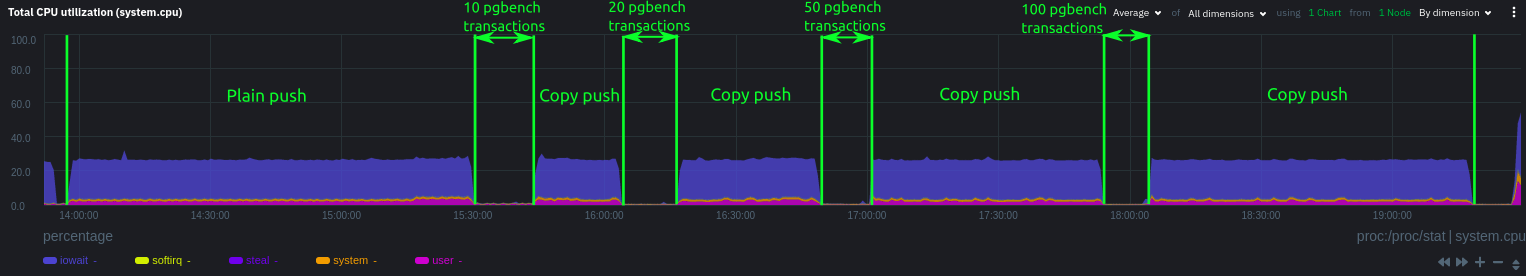 Total CPU utilization (system.cpu)
10 pgbench
transactions
20 pgbench
transactions
50 pgbench
transactions
100 pgbench
transactions
Average of All dimensions using 1 Chart from 1 Node By dimension
100.0
80.0
60.0
40.0
20.0
0.0
Plain push
Copy push
Copy push
Copy push
Copy push
14:00:00 14:30:00 15:00:00 15:30:00 16:00:00 16:30:00 17:00:00 17:30:00 18:00:00 18:30:00 19:00:00
percentage
proc:/proc/stat | system.cpu
iowait - softirq - steal - system - user -